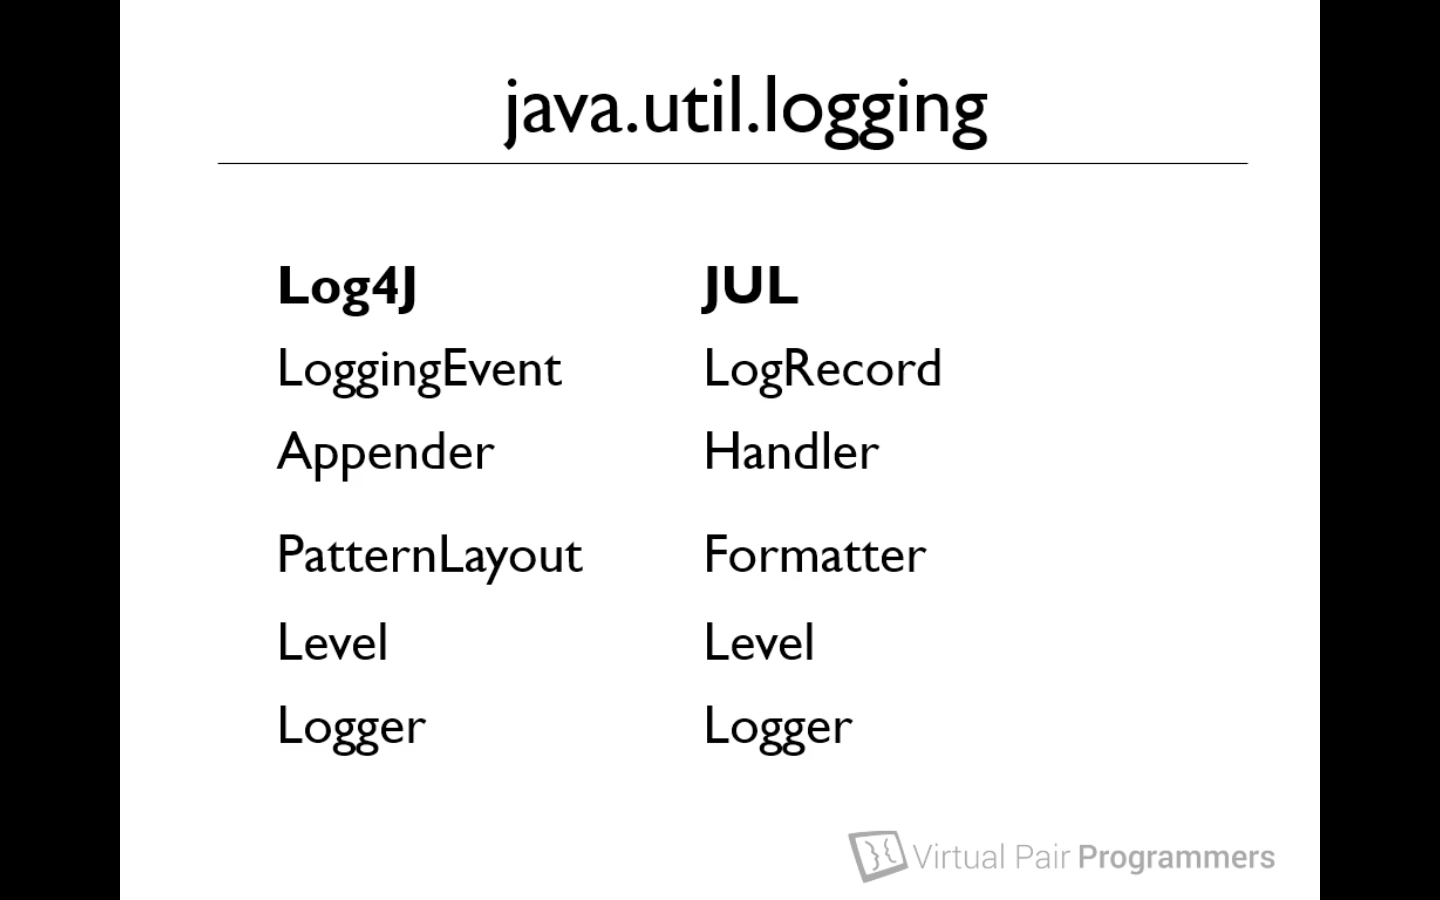 java.util.logging
Log4J JUL
LoggingEvent LogRecord
Appender Handler
PatternLayout Formatter
Level Level
Logger Logger
Virtual Pair Programmers